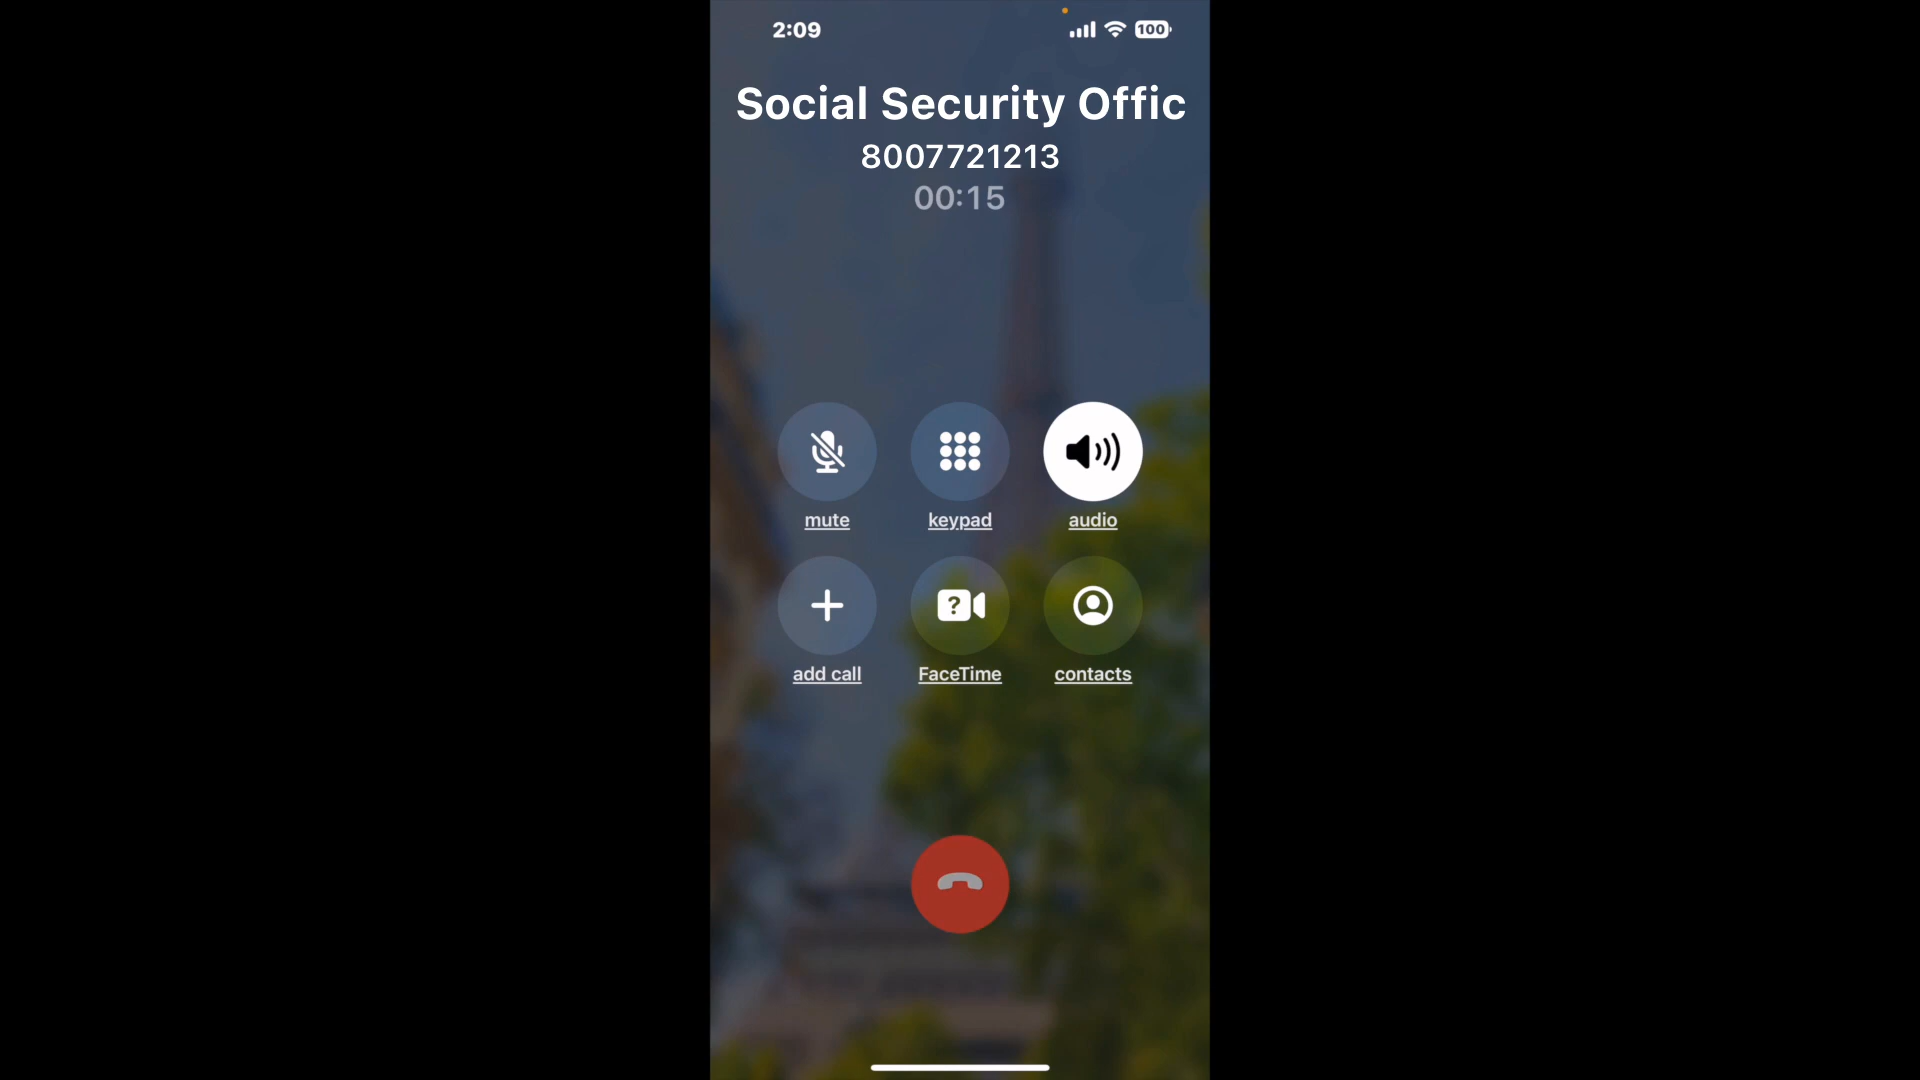 2:09
100
Social Security Offic
8007721213
00:15
mute
keypad
audio
?
add call
FaceTime
contacts